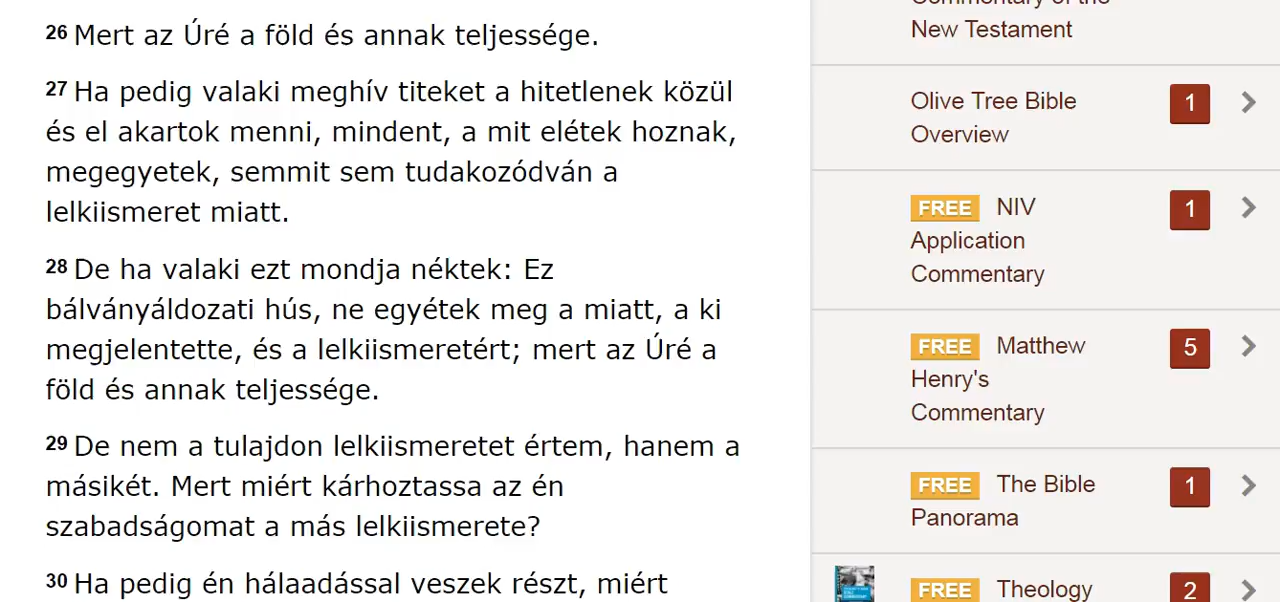 26 Mert az Úré a föld és annak teljessége.
27 Ha pedig valaki meghív titeket a hitetlenek közül
és el akartok menni, mindent, a mit elétek hoznak,
megegyetek, semmit sem tudakozódván a
lelkiismeret miatt.
28 De ha valaki ezt mondja néktek: Ez
bálványáldozati hús, ne egyétek meg a miatt, a ki
megjelentette, és a lelkiismeretért; mert az Úré a
föld és annak teljessége.
29 De nem a tulajdon lelkiismeretet értem, hanem a
másikét. Mert miért kárhoztassa az én
szabadságomat a más lelkiismerete?
30 Ha pedig én hálaadással veszek részt, miért
Commentary of the
New Testament
Olive Tree Bible 1
Overview
FREE NIV 1
Application
Commentary
FREE Matthew 5
Henry's
Commentary
FREE The Bible 1
Panorama
FREE Theology 2